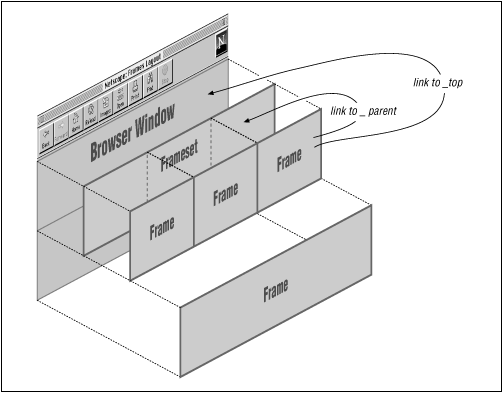 Netscape: Frames Layout
N
Back
Forward
Home
Reload
Images
Open
Print
Find
Stop
Browser Window
link to _top
link to _ parent
Frameset
Frame
Frame
Frame
Frame